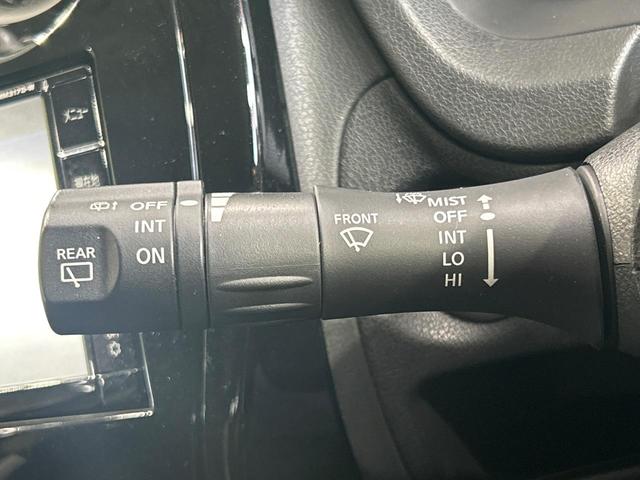 OFF
INT
ON
REAR
FRONT
MIST
OFF
INT
LO
HI